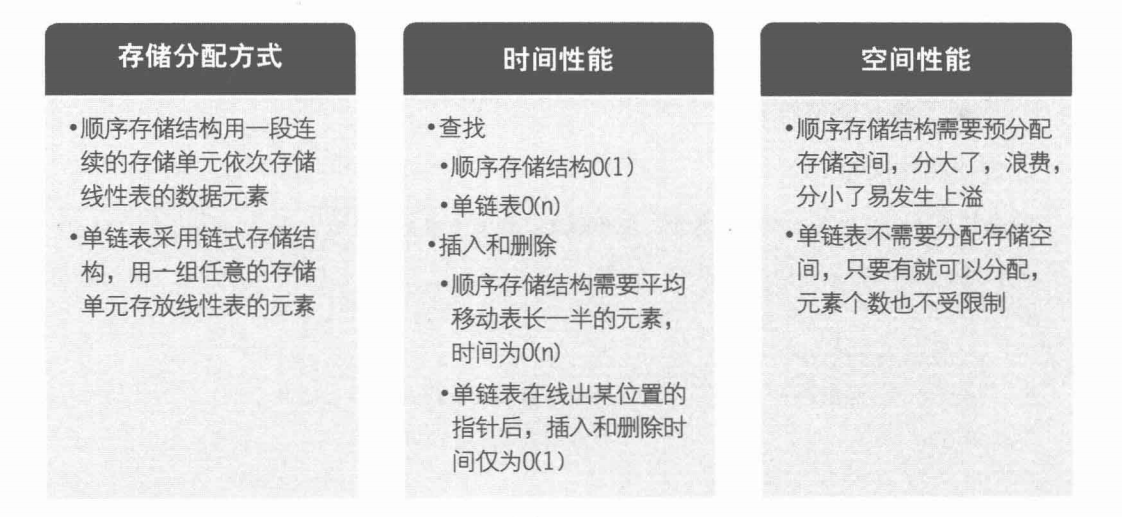 存储分配方式
•顺序存储结构用一段连
续的存储单元依次存储
线性表的数据元素
•单链表采用链式存储结
构，用一组任意的存储
单元存放线性表的元素
时间性能
•查找
•顺序存储结构O(1)
•单链表O(n)
•插入和删除
•顺序存储结构需要平均
移动表长一半的元素，
时间为O(n)
•单链表在线出某位置的
指针后，插入和删除时
间仅为O(1)
空间性能
•顺序存储结构需要预分配
存储空间，分大了，浪费，
分小了易发生上溢
•单链表不需要分配存储空
间，只要有就可以分配，
元素个数也不受限制